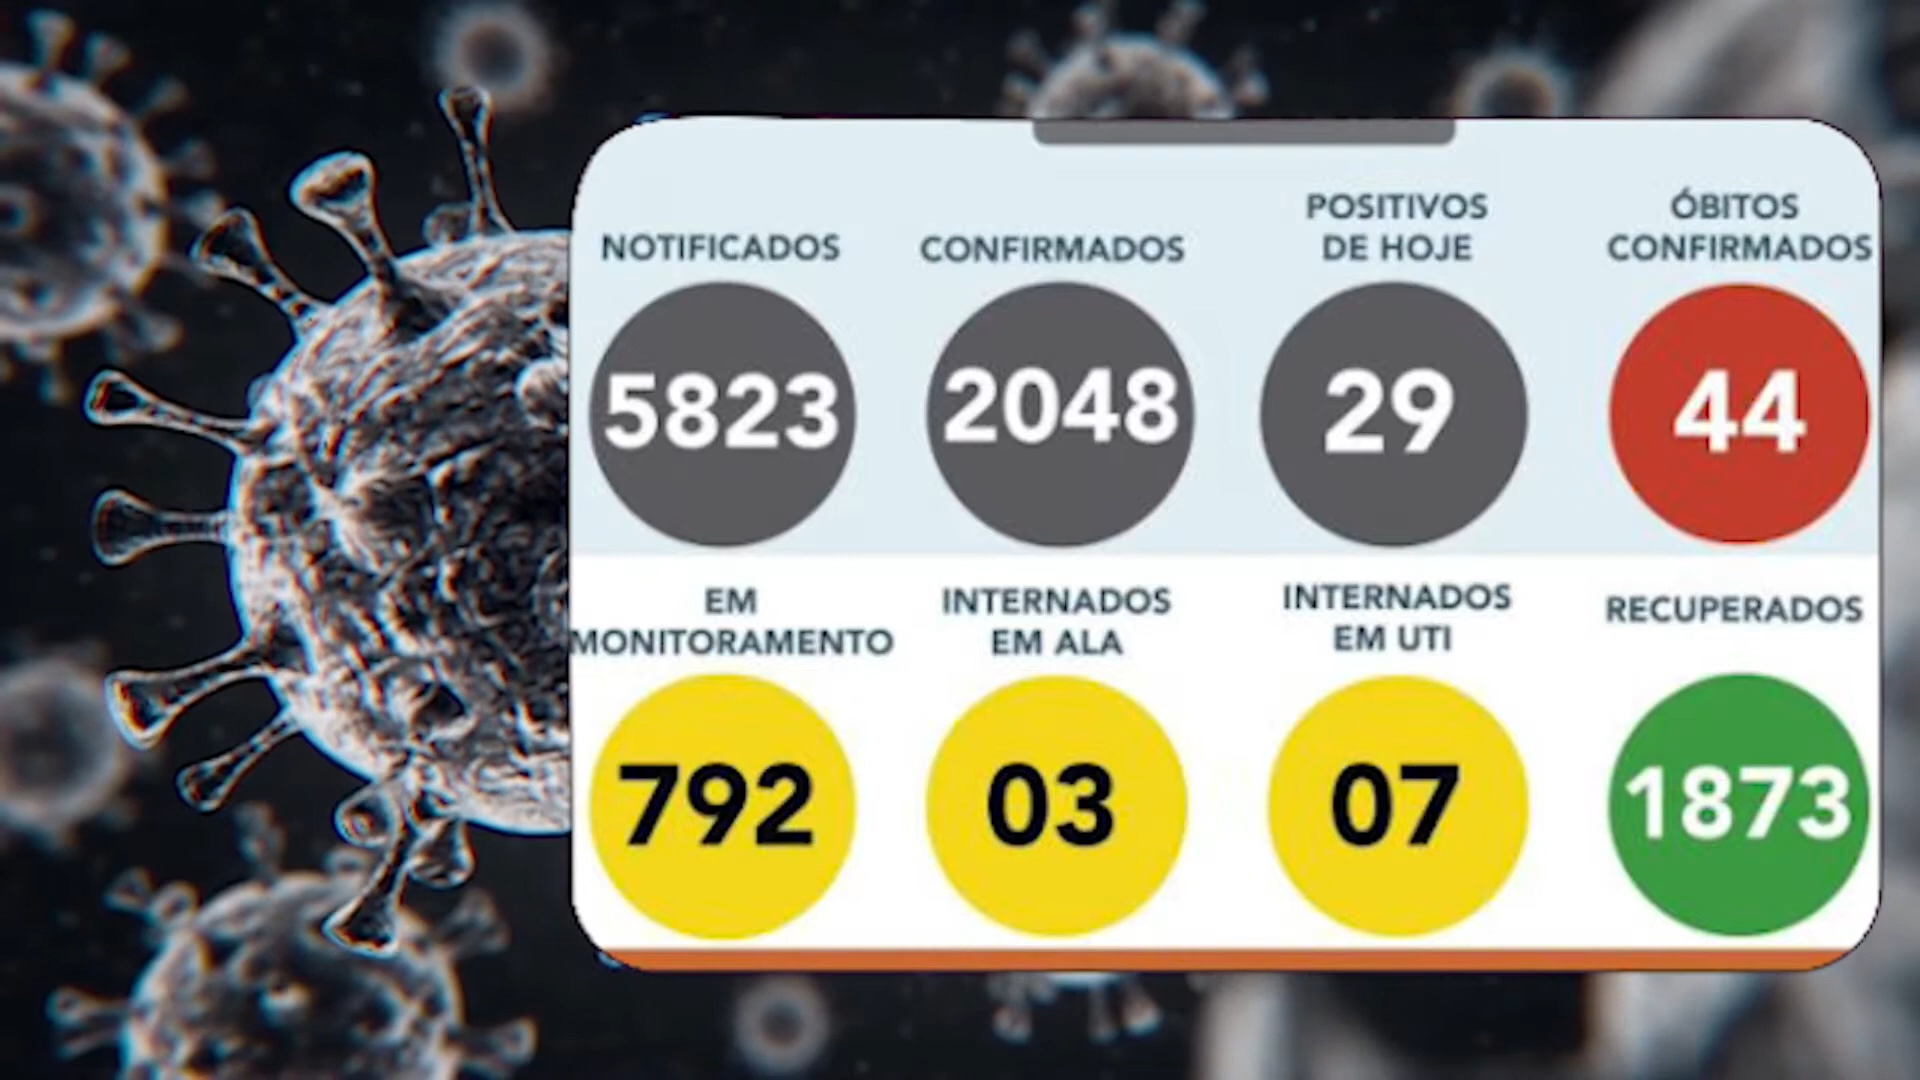 NOTIFICADOS
CONFIRMADOS
POSITIVOS
DE HOJE
ÓBITOS
CONFIRMADOS
5823
2048
29
44
EM
MONITORAMENTO
INTERNADOS
EM ALA
INTERNADOS
EM UTI
RECUPERADOS
792
03
07
1873